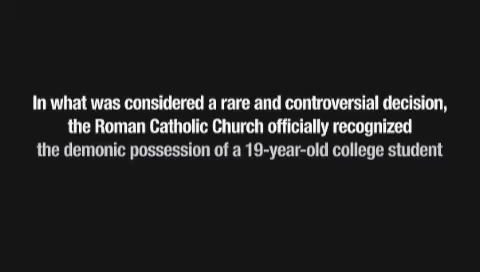 In what was considered a rare and controversial decision,
the Roman Catholic Church officially recognized
the demonic possession of a 19-year-old college student